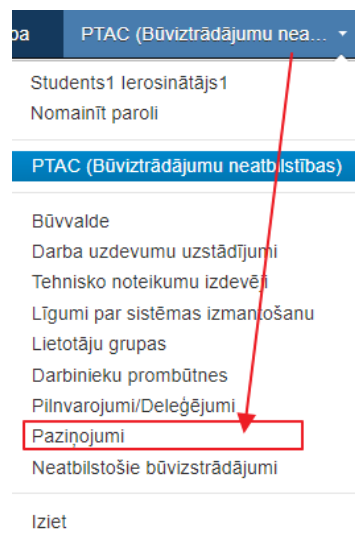 ba
PTAC (Būviztrādājumu nea...
Students1 Ierosinātājs1
Nomainīt paroli
PTAC (Būviztrādājumu neatbilstības)
Būvvalde
Darba uzdevumu uzstādījumi
Tehnisko noteikumu izdevēji
Līgumi par sistēmas izmantošanu
Lietotāju grupas
Darbinieku prombūtnes
Pilnvarojumi/Deleģējumi
Paziņojumi
Neatbilstošie būvizstrādājumi
Iziet